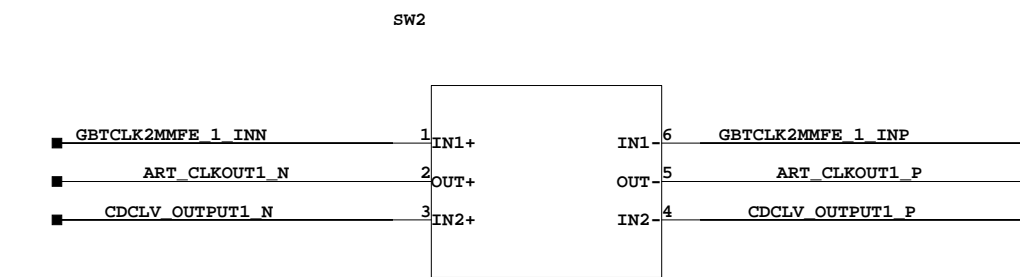 SW2
GBTCLK2MMFE_1_INN 1 IN1+ IN1- 6 GBTCLK2MMFE_1_INP
ART_CLKOUT1_N 2 OUT+ OUT- 5 ART_CLKOUT1_P
CDCLV_OUTPUT1_N 3 IN2+ IN2- 4 CDCLV_OUTPUT1_P